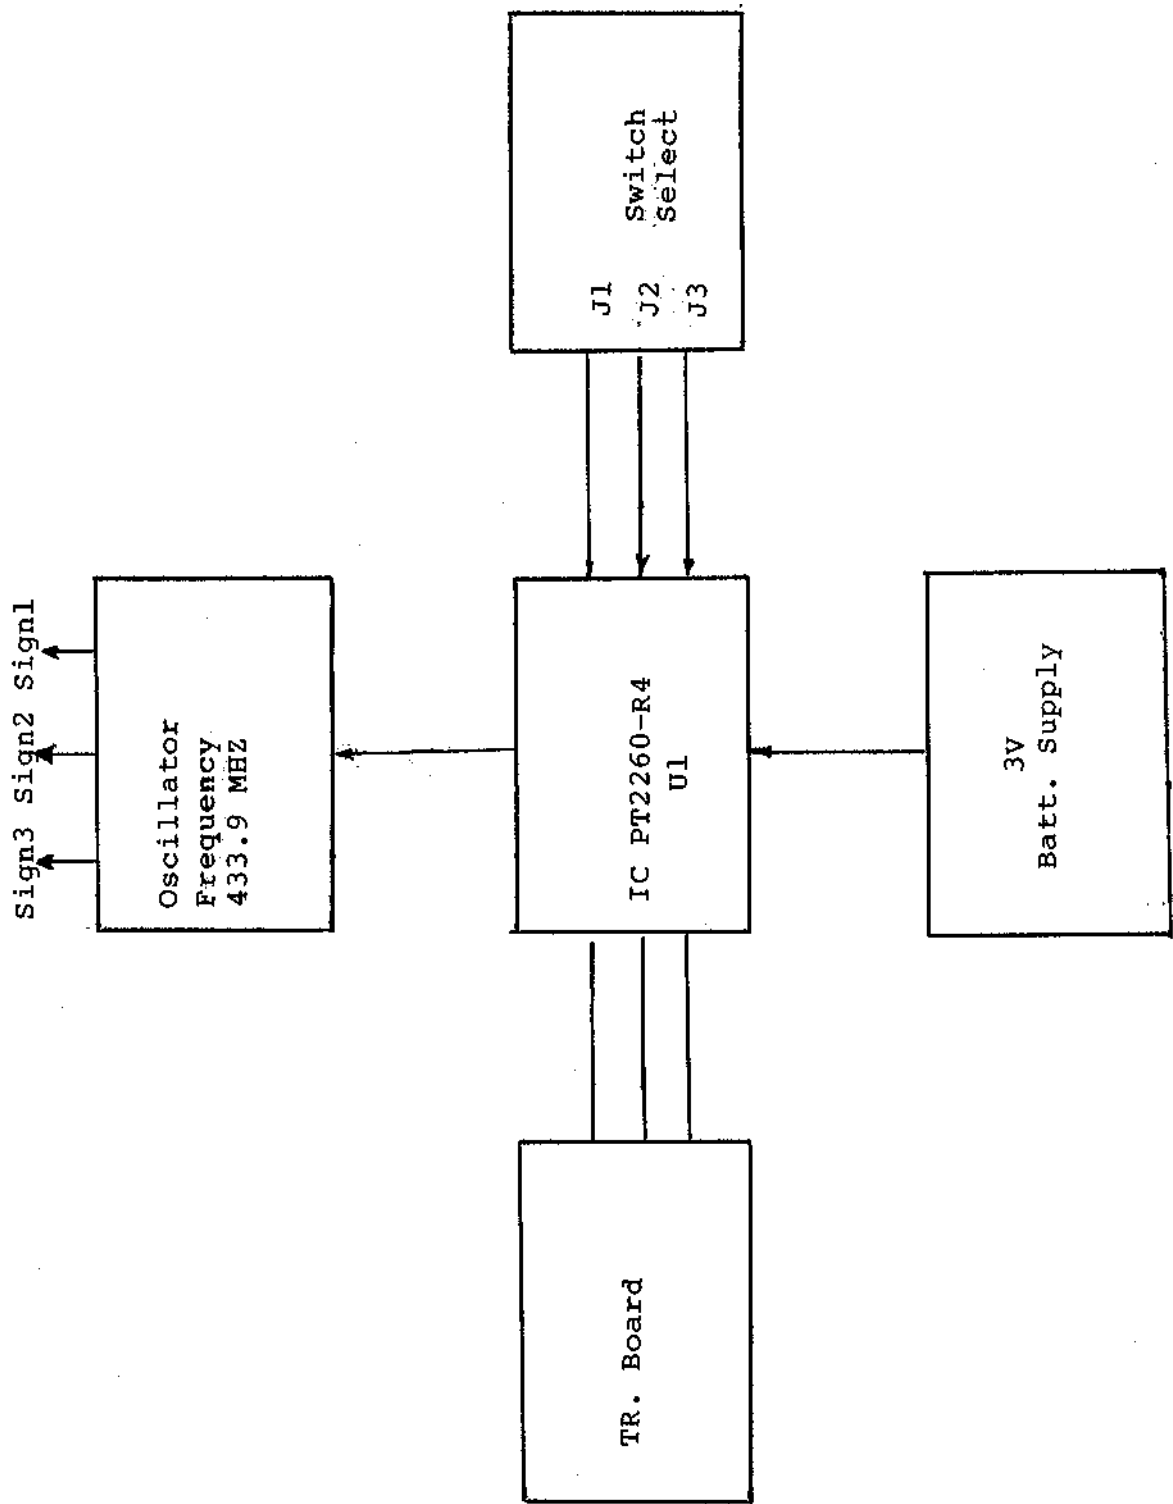 Sign3 Sign2 Sign1
Oscillator
Frequency
433.9 MHZ
TR. Board
IC PT2260-R4
U1
J1
J2
J3
Switch
Select
3V
Batt. Supply